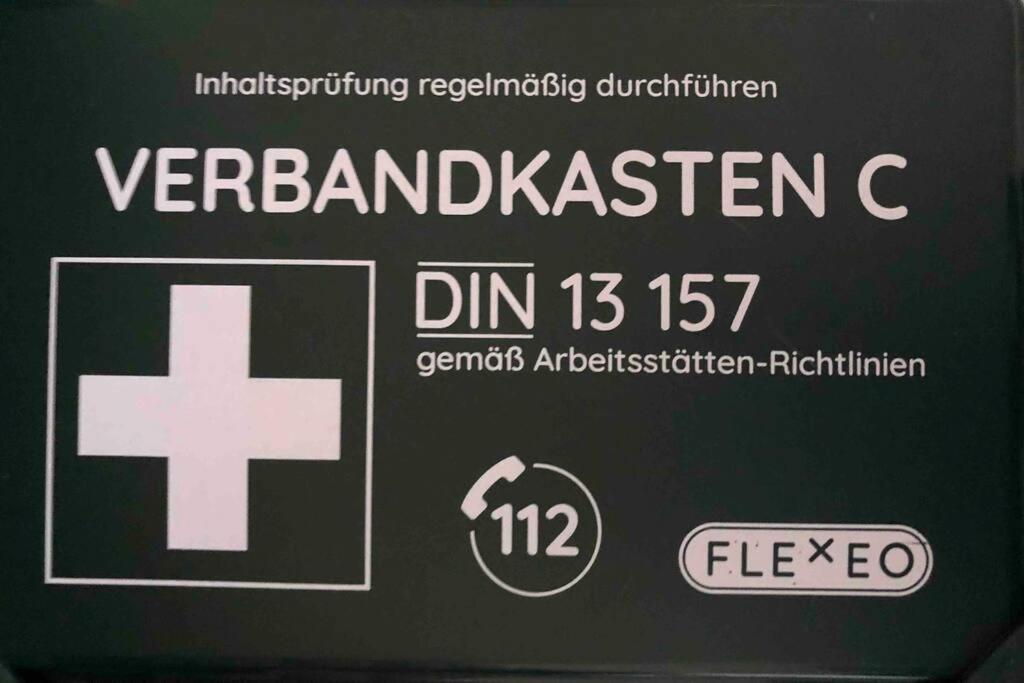 Inhaltsprüfung regelmäßig durchführen
VERBANDKASTEN C
DIN 13 157
gemäß Arbeitsstätten-Richtlinien
112
FLEXEO